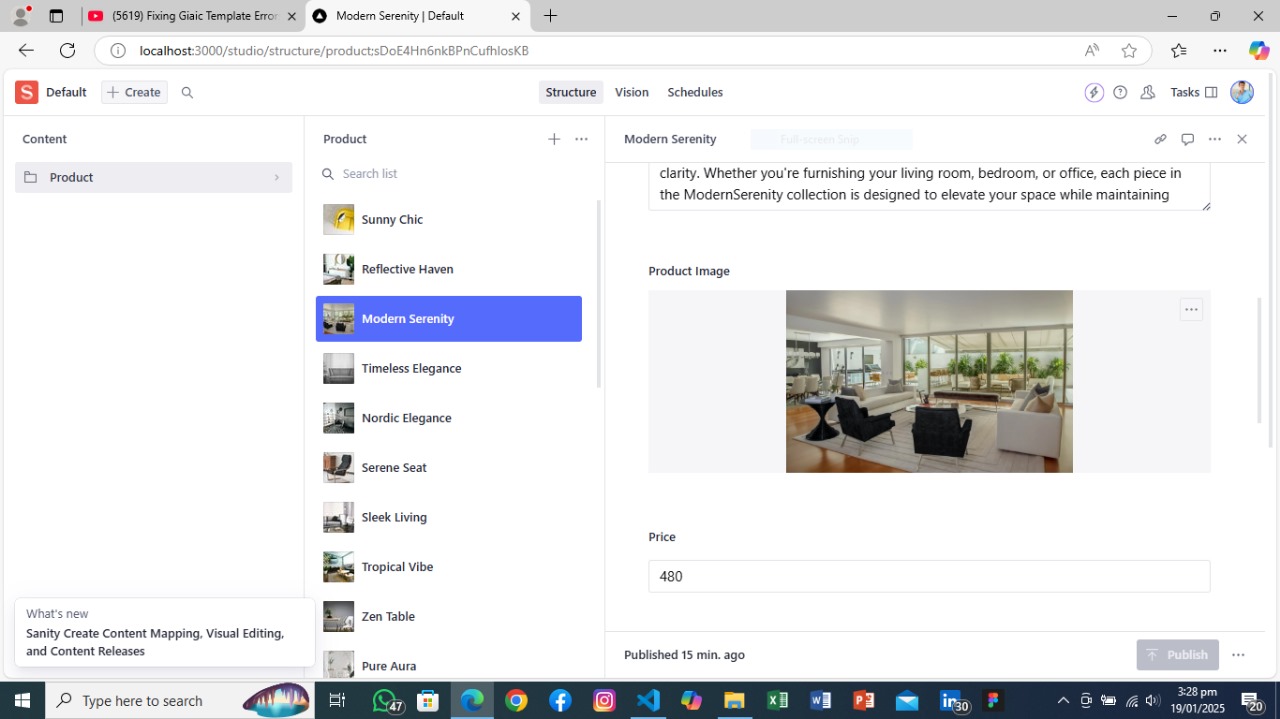 (5619) Fixing Giaic Template Error
Modern Serenity | Default
localhost:3000/studio/structure/product;sDoE4Hn6nkBPnCufhlosKB
S Default
Create
Structure Vision Schedules
Tasks
Content
Product
Product
Search list
Sunny Chic
Reflective Haven
Modern Serenity
Timeless Elegance
Nordic Elegance
Serene Seat
Sleek Living
Tropical Vibe
Zen Table
Pure Aura
What's new
Sanity Create Content Mapping, Visual Editing,
and Content Releases
Modern Serenity
Full-screen Snip
clarity. Whether you're furnishing your living room, bedroom, or office, each piece in
the ModernSerenity collection is designed to elevate your space while maintaining
Product Image
Price
480
Published 15 min. ago
Publish
Type here to search
47
30
3:28 pm
19/01/2025
20